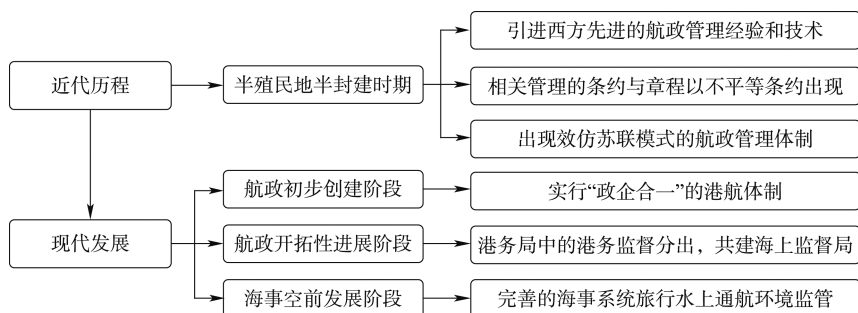 近代历程
半殖民地半封建时期
引进西方先进的航政管理经验和技术
相关管理的条约与章程以不平等条约出现
出现效仿苏联模式的航政管理体制
现代发展
航政初步创建阶段
实行“政企合一”的港航体制
航政开拓性进展阶段
港务局中的港务监督分出，共建海上监督局
海事空前发展阶段
完善的海事系统旅行水上通航环境监管